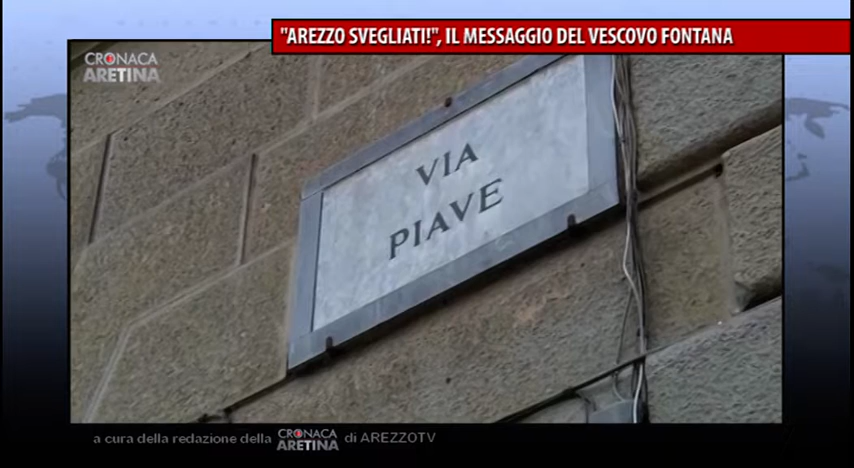 "AREZZO SVEGLIATI!", IL MESSAGGIO DEL VESCOVO FONTANA
CRONACA
ARETINA
VIA
PIAVE
a cura della redazione della CRONACA ARETINA di AREZZOTV